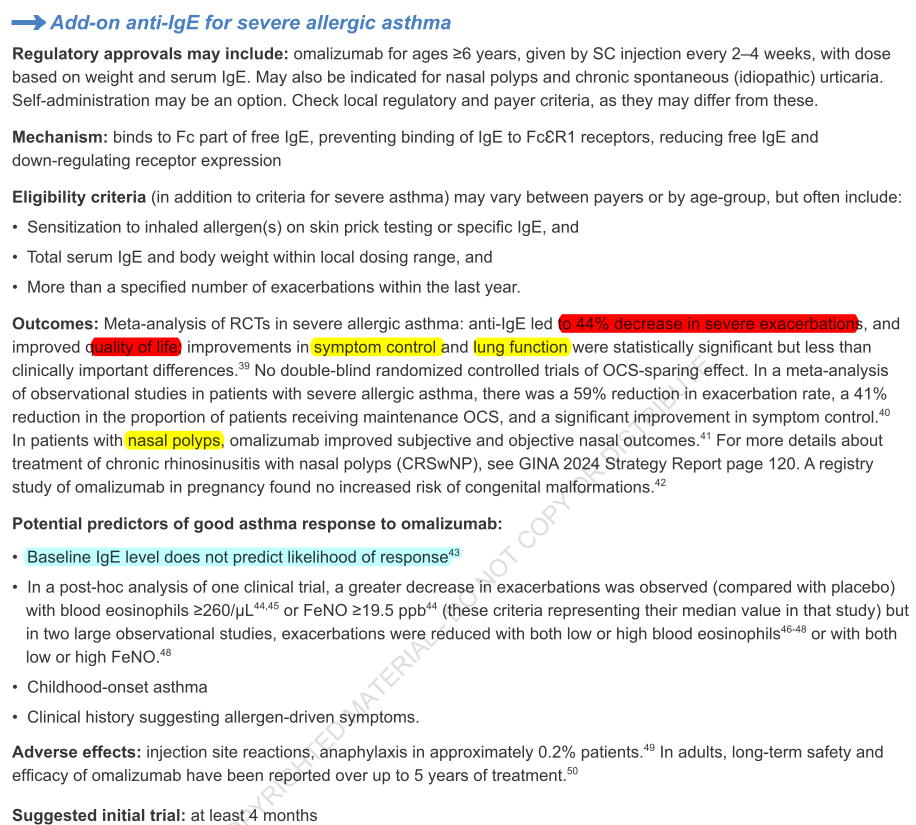 Add-on anti-IgE for severe allergic asthma
Regulatory approvals may include: omalizumab for ages ≥6 years, given by SC injection every 2–4 weeks, with dose
based on weight and serum IgE. May also be indicated for nasal polyps and chronic spontaneous (idiopathic) urticaria.
Self-administration may be an option. Check local regulatory and payer criteria, as they may differ from these.
Mechanism: binds to Fc part of free IgE, preventing binding of IgE to FcƐR1 receptors, reducing free IgE and
down-regulating receptor expression
Eligibility criteria (in addition to criteria for severe asthma) may vary between payers or by age-group, but often include:
• Sensitization to inhaled allergen(s) on skin prick testing or specific IgE, and
• Total serum IgE and body weight within local dosing range, and
• More than a specified number of exacerbations within the last year.
Outcomes: Meta-analysis of RCTs in severe allergic asthma: anti-IgE led to 44% decrease in severe exacerbations, and
improved quality of life; improvements in symptom control and lung function were statistically significant but less than
clinically important differences.³⁹ No double-blind randomized controlled trials of OCS-sparing effect. In a meta-analysis
of observational studies in patients with severe allergic asthma, there was a 59% reduction in exacerbation rate, a 41%
reduction in the proportion of patients receiving maintenance OCS, and a significant improvement in symptom control.⁴⁰
In patients with nasal polyps, omalizumab improved subjective and objective nasal outcomes.⁴¹ For more details about
treatment of chronic rhinosinusitis with nasal polyps (CRSwNP), see GINA 2024 Strategy Report page 120. A registry
study of omalizumab in pregnancy found no increased risk of congenital malformations.⁴²
Potential predictors of good asthma response to omalizumab:
• Baseline IgE level does not predict likelihood of response⁴³
• In a post-hoc analysis of one clinical trial, a greater decrease in exacerbations was observed (compared with placebo)
with blood eosinophils ≥260/μL⁴⁴,⁴⁵ or FeNO ≥19.5 ppb⁴⁴ (these criteria representing their median value in that study) but
in two large observational studies, exacerbations were reduced with both low or high blood eosinophils⁴⁶⁻⁴⁸ or with both
low or high FeNO.⁴⁸
• Childhood-onset asthma
• Clinical history suggesting allergen-driven symptoms.
Adverse effects: injection site reactions, anaphylaxis in approximately 0.2% patients.⁴⁹ In adults, long-term safety and
efficacy of omalizumab have been reported over up to 5 years of treatment.⁵⁰
Suggested initial trial: at least 4 months
COPYRIGHTED MATERIAL - DO NOT COPY OR DISTRIBUTE